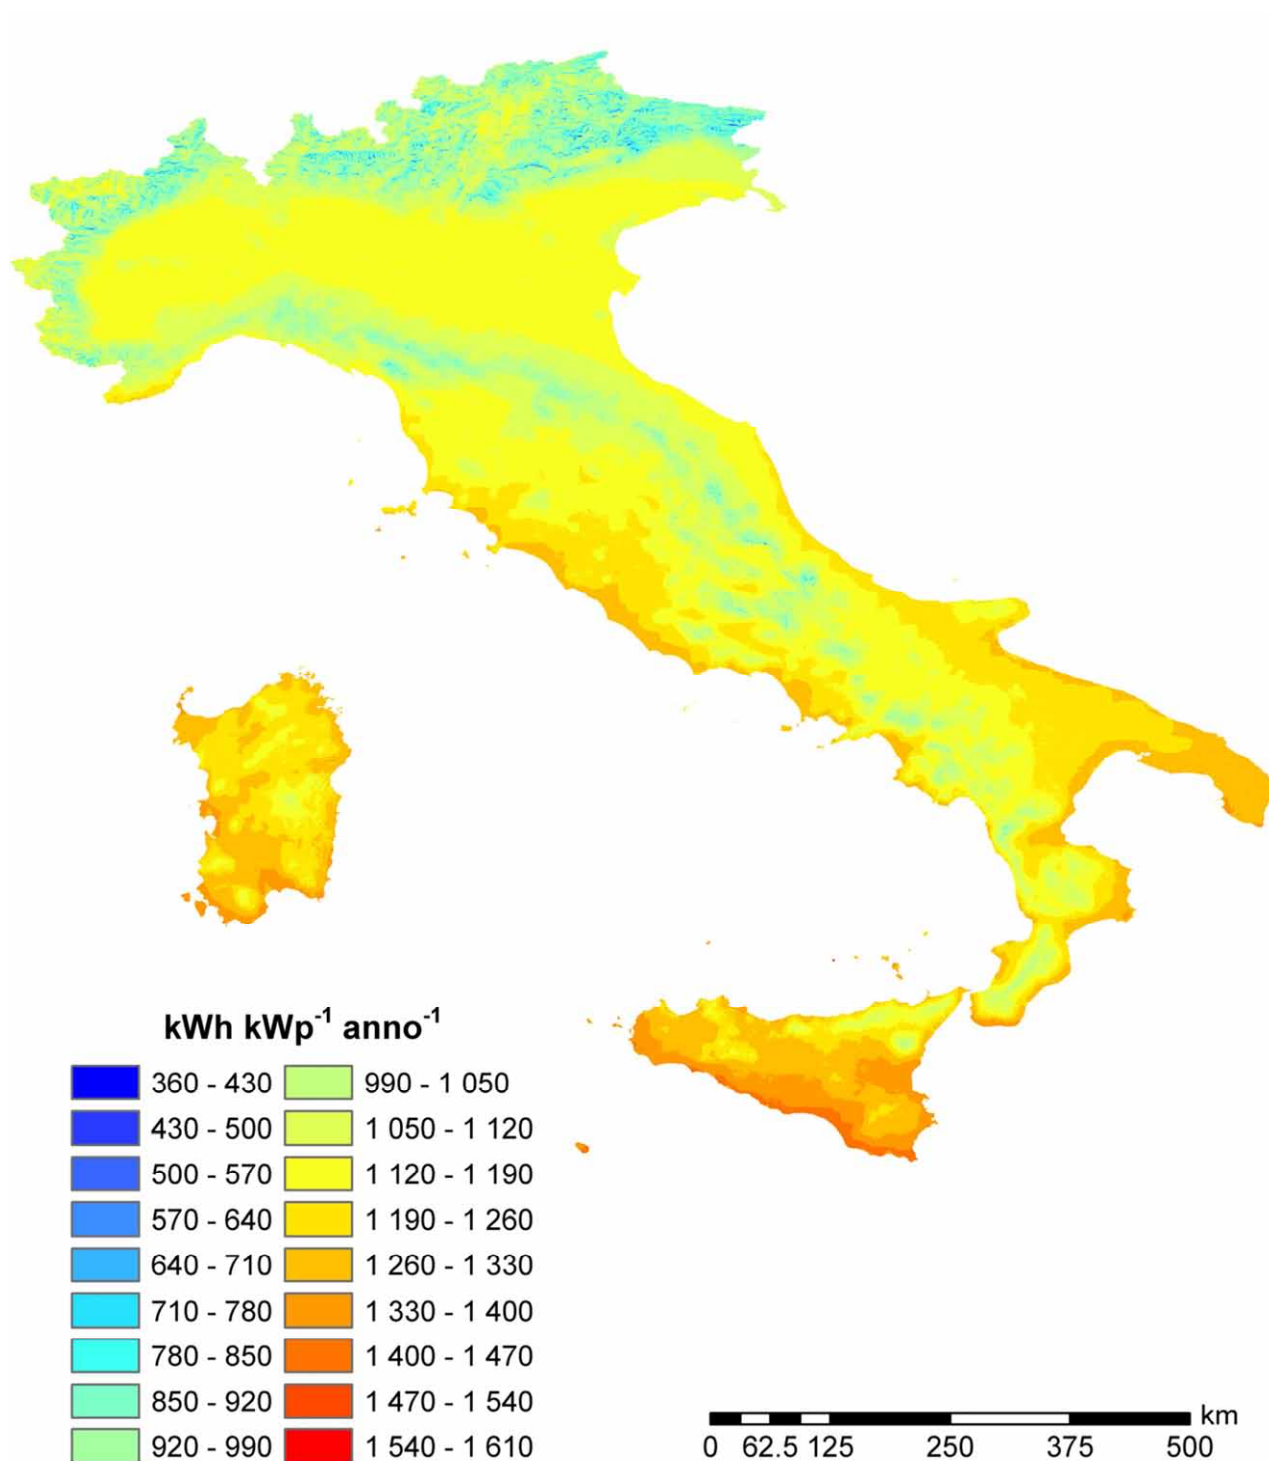 kWh kWp-1 anno-1
360 - 430 990 - 1 050
430 - 500 1 050 - 1 120
500 - 570 1 120 - 1 190
570 - 640 1 190 - 1 260
640 - 710 1 260 - 1 330
710 - 780 1 330 - 1 400
780 - 850 1 400 - 1 470
850 - 920 1 470 - 1 540
920 - 990 1 540 - 1 610
km
0 62.5 125 250 375 500